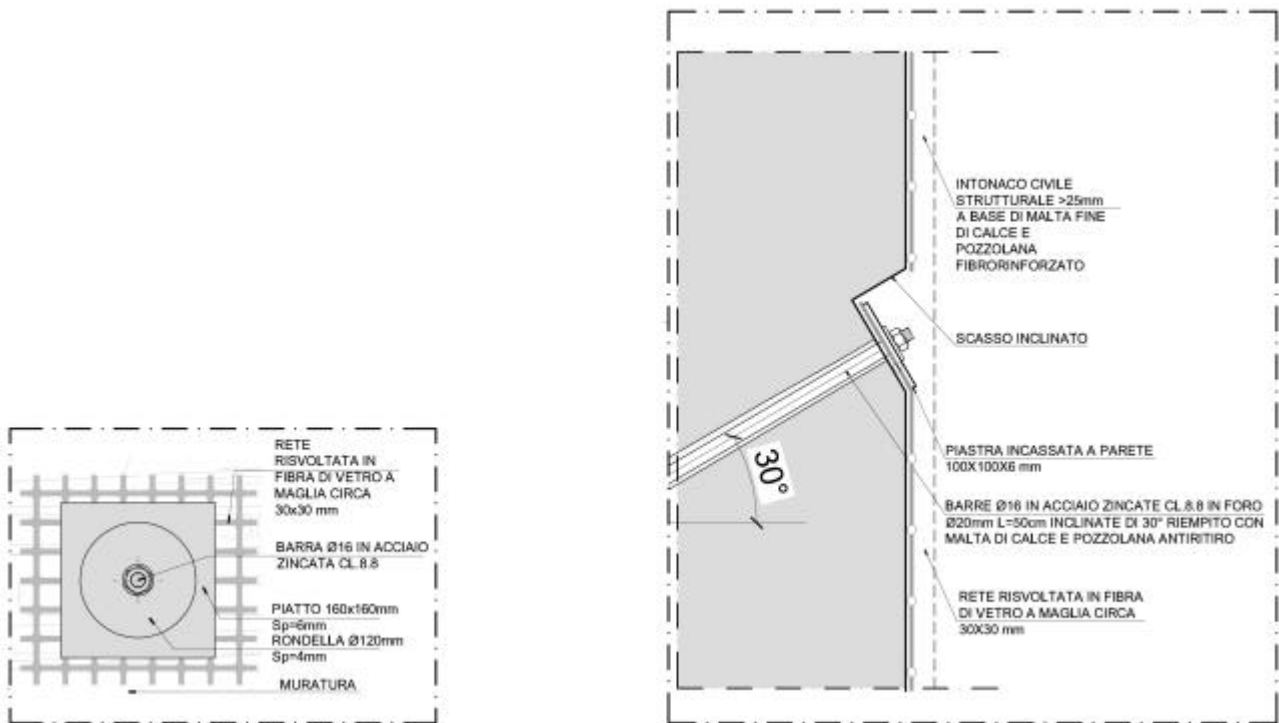 RETE
RISVOLTATA IN
FIBRA DI VETRO A
MAGLIA CIRCA
30x30 mm
BARRA Ø16 IN ACCIAIO
ZINCATA CL.8.8
PIATTO 160x160mm
Sp=6mm
RONDELLA Ø120mm
Sp=4mm
MURATURA
INTONACO CIVILE
STRUTTURALE >25mm
A BASE DI MALTA FINE
DI CALCE E
POZZOLANA
FIBRORINFORZATO
SCASSO INCLINATO
PIASTRA INCASSATA A PARETE
100X100X6 mm
BARRE Ø16 IN ACCIAIO ZINCATE CL.8.8 IN FORO
Ø20mm L=50cm INCLINATE DI 30° RIEMPITO CON
MALTA DI CALCE E POZZOLANA ANTIRITIRO
30°
RETE RISVOLTATA IN FIBRA
DI VETRO A MAGLIA CIRCA
30X30 mm